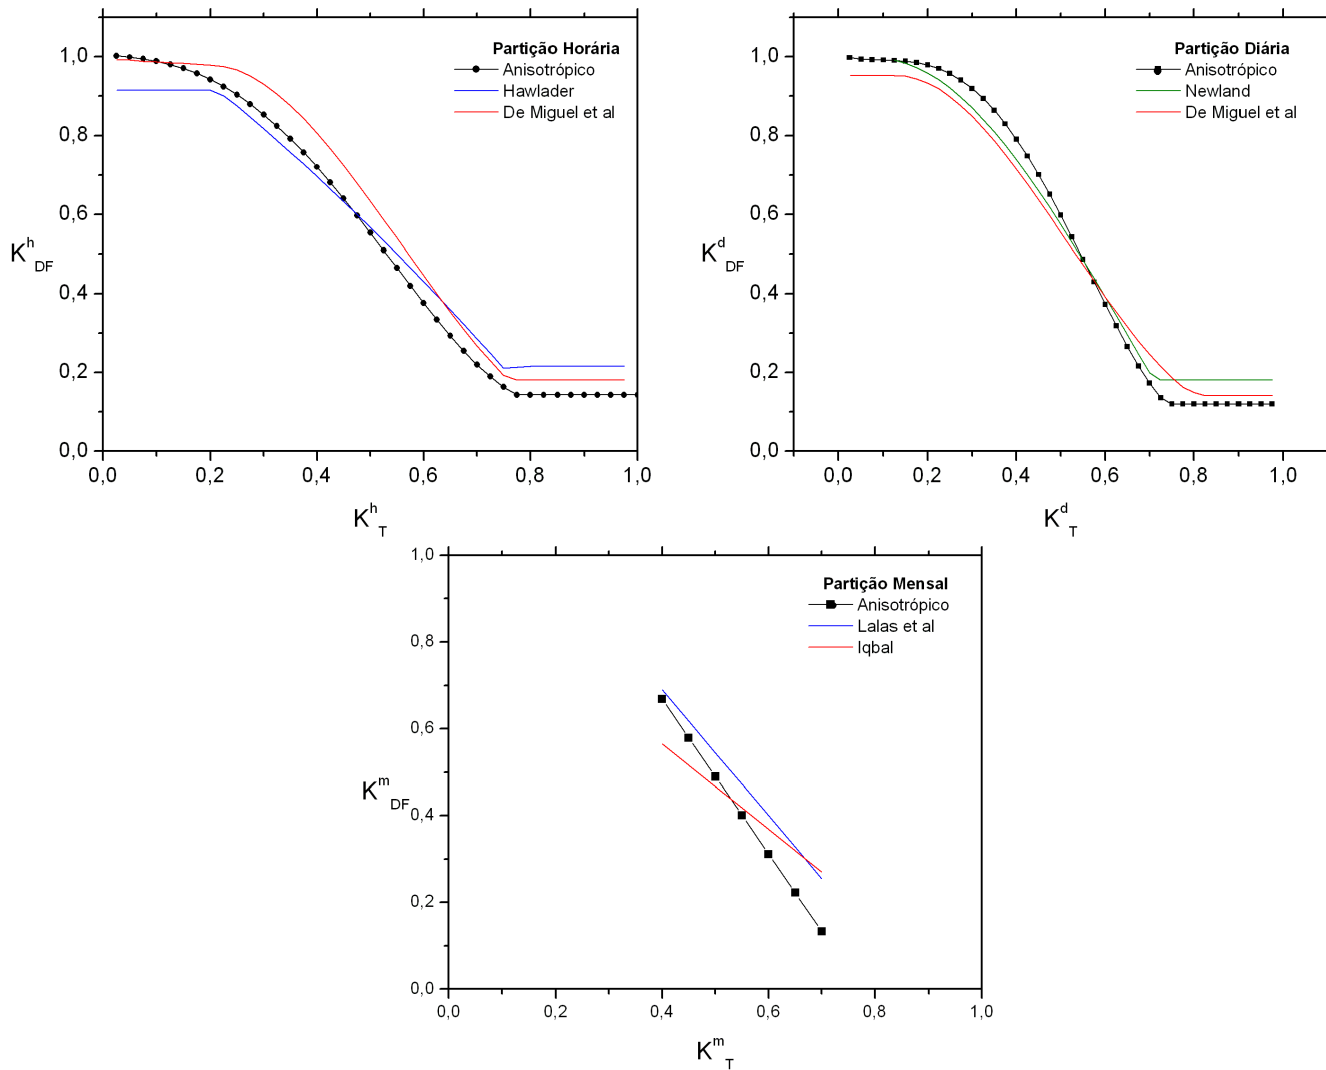 Partição Horária
Anisotrópico
Hawlader
De Miguel et al
1,0
0,8
0,6
0,4
0,2
0,0
K^h_DF
0,0 0,2 0,4 0,6 0,8 1,0
K^h_T
Partição Diária
Anisotrópico
Newland
De Miguel et al
1,0
0,8
0,6
0,4
0,2
0,0
K^d_DF
0,0 0,2 0,4 0,6 0,8 1,0
K^d_T
Partição Mensal
Anisotrópico
Lalas et al
Iqbal
1,0
0,8
0,6
0,4
0,2
0,0
K^m_DF
0,0 0,2 0,4 0,6 0,8 1,0
K^m_T